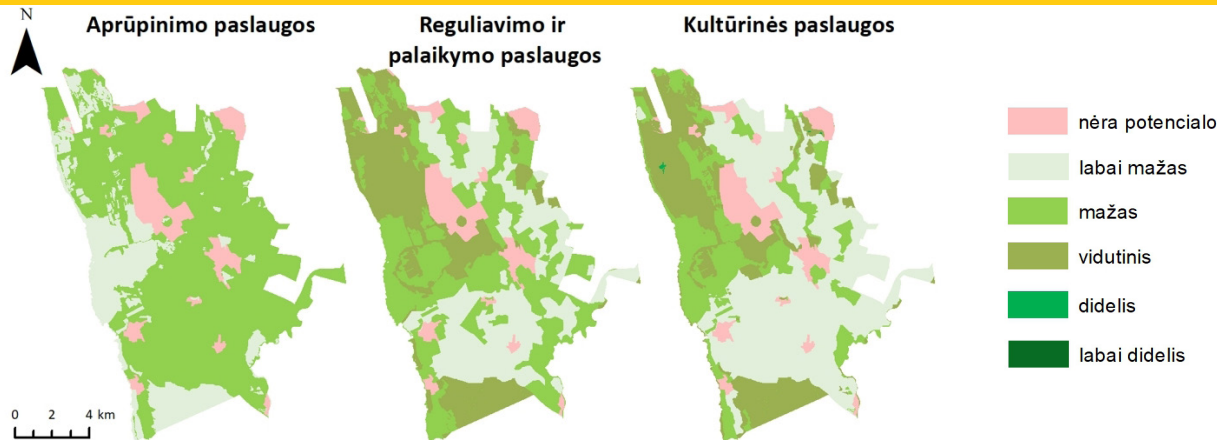 N
Aprūpinimo paslaugos
Reguliavimo ir
palaikymo paslaugos
Kultūrinės paslaugos
nėra potencialo
labai mažas
mažas
vidutinis
didelis
labai didelis
0 2 4 km